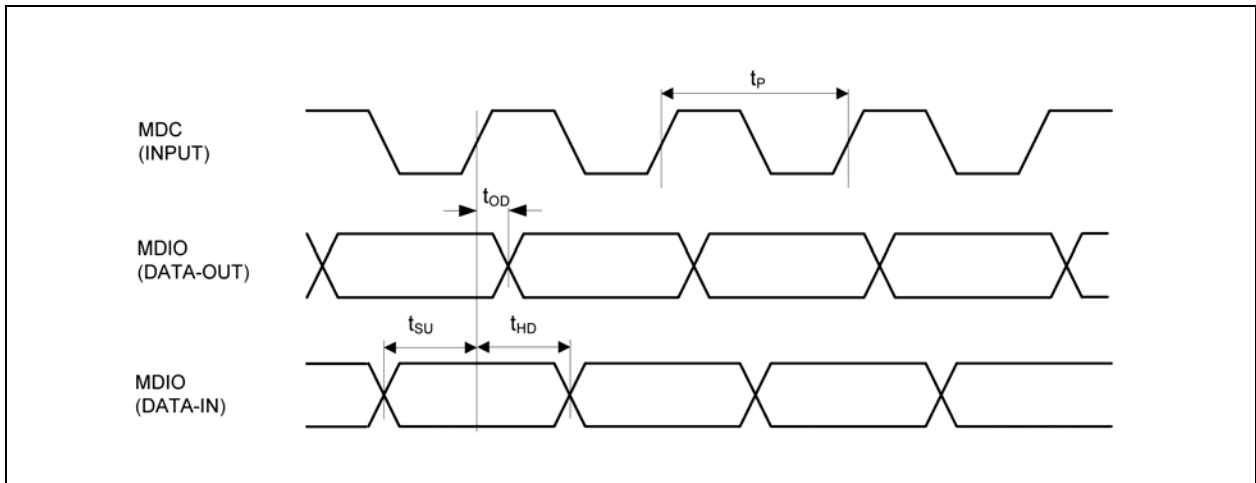 tP
MDC
(INPUT)
tOD
MDIO
(DATA-OUT)
tSU
tHD
MDIO
(DATA-IN)